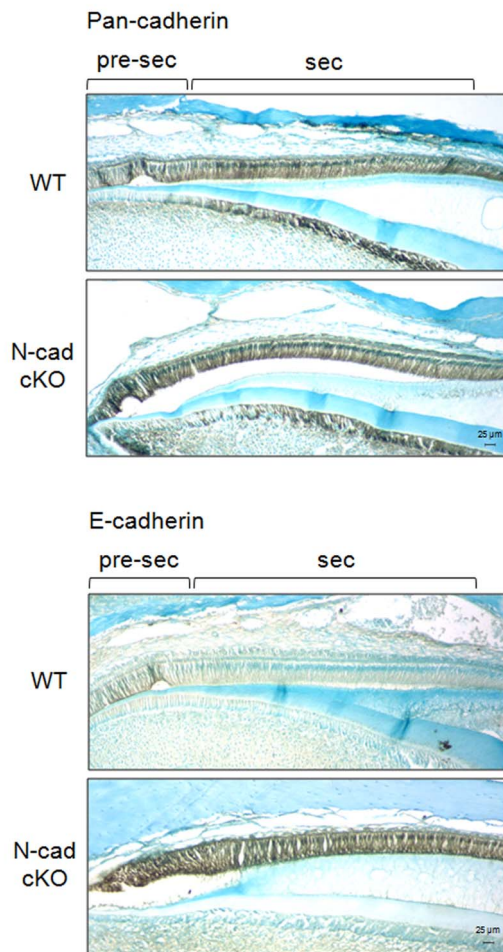 Pan-cadherin
pre-sec sec
WT
N-cad
cKO
25 µm
E-cadherin
pre-sec sec
WT
N-cad
cKO
25 µm